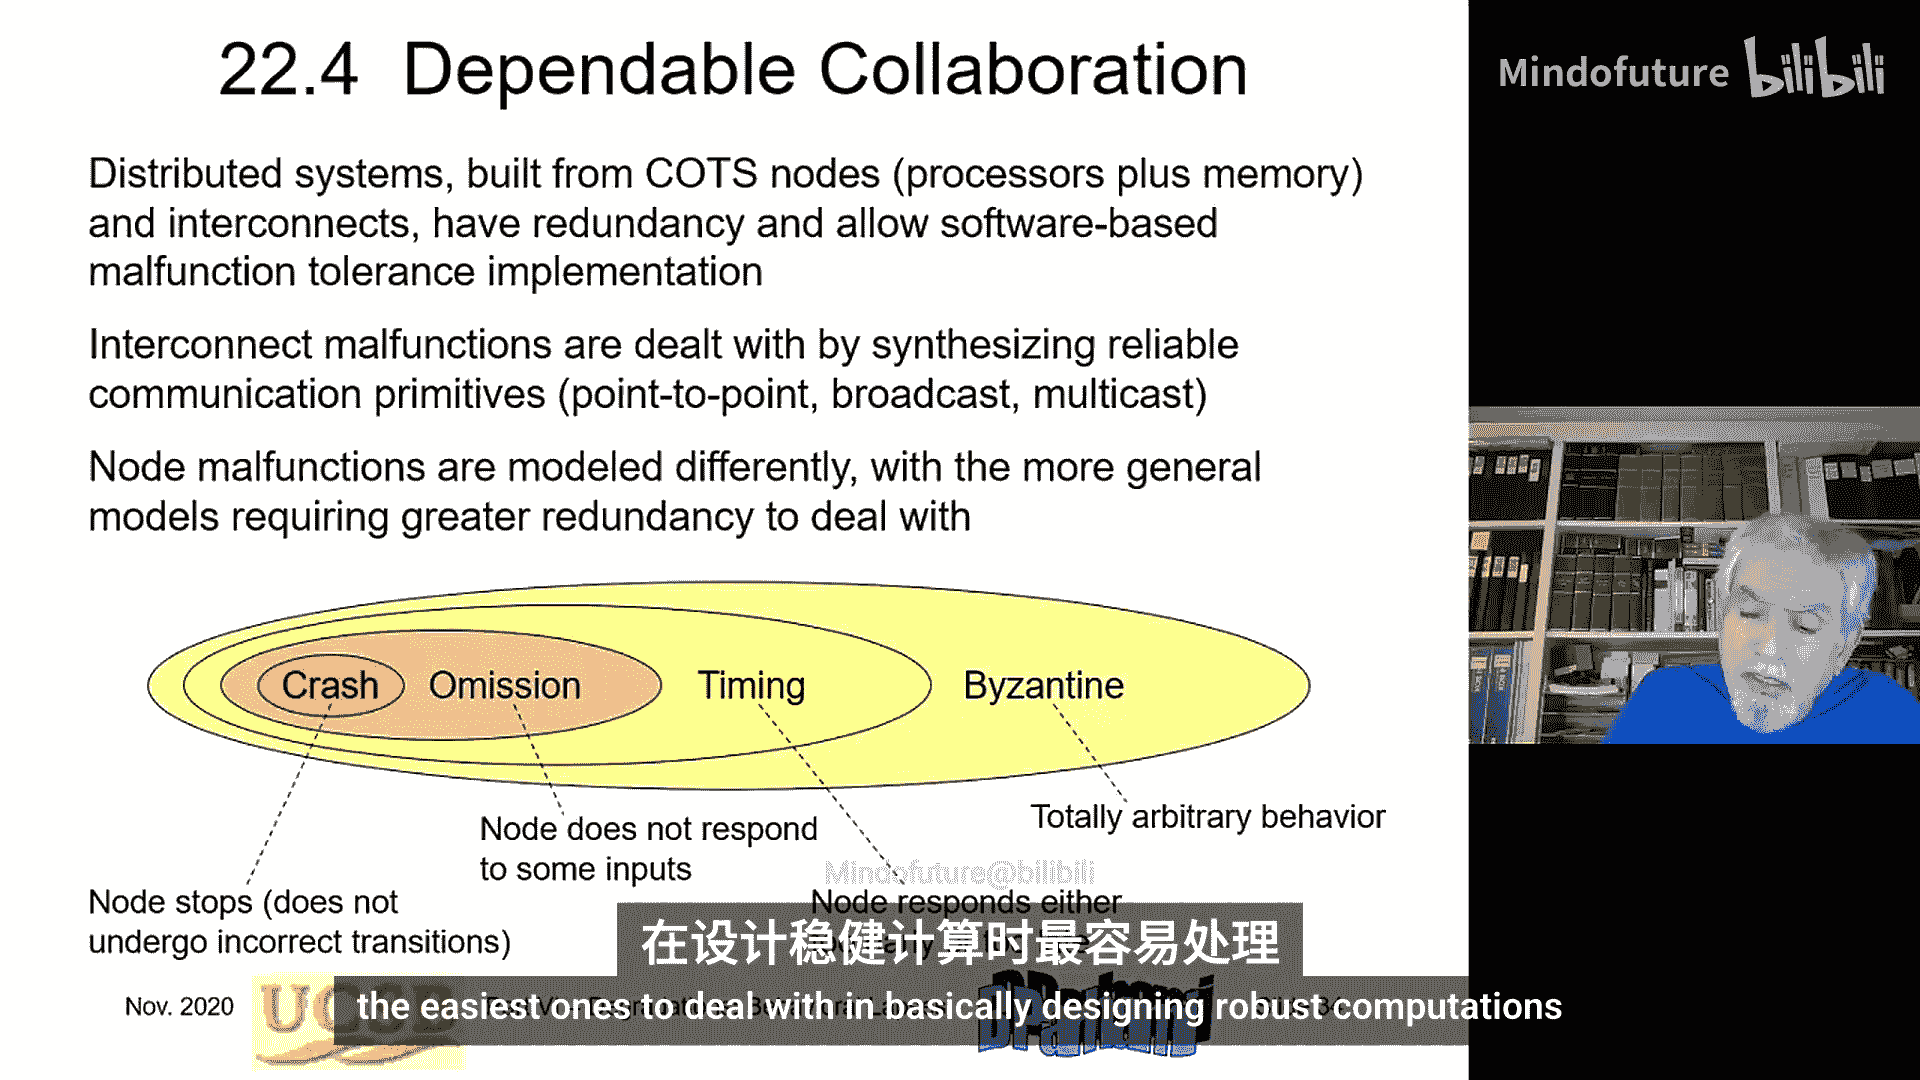 22.4 Dependable Collaboration
Mindofuture bilibili
Distributed systems, built from COTS nodes (processors plus memory)
and interconnects, have redundancy and allow software-based
malfunction tolerance implementation
Interconnect malfunctions are dealt with by synthesizing reliable
communication primitives (point-to-point, broadcast, multicast)
Node malfunctions are modeled differently, with the more general
models requiring greater redundancy to deal with
Crash
Omission
Timing
Byzantine
Totally arbitrary behavior
Node does not respond
to some inputs
Mindofuture@bilibili
Node stops (does not
undergo incorrect transitions)
Node responds either
在设计稳健计算时最容易处理
Nov. 2020
UCSB
the easiest ones to deal with in basically designing robust computations